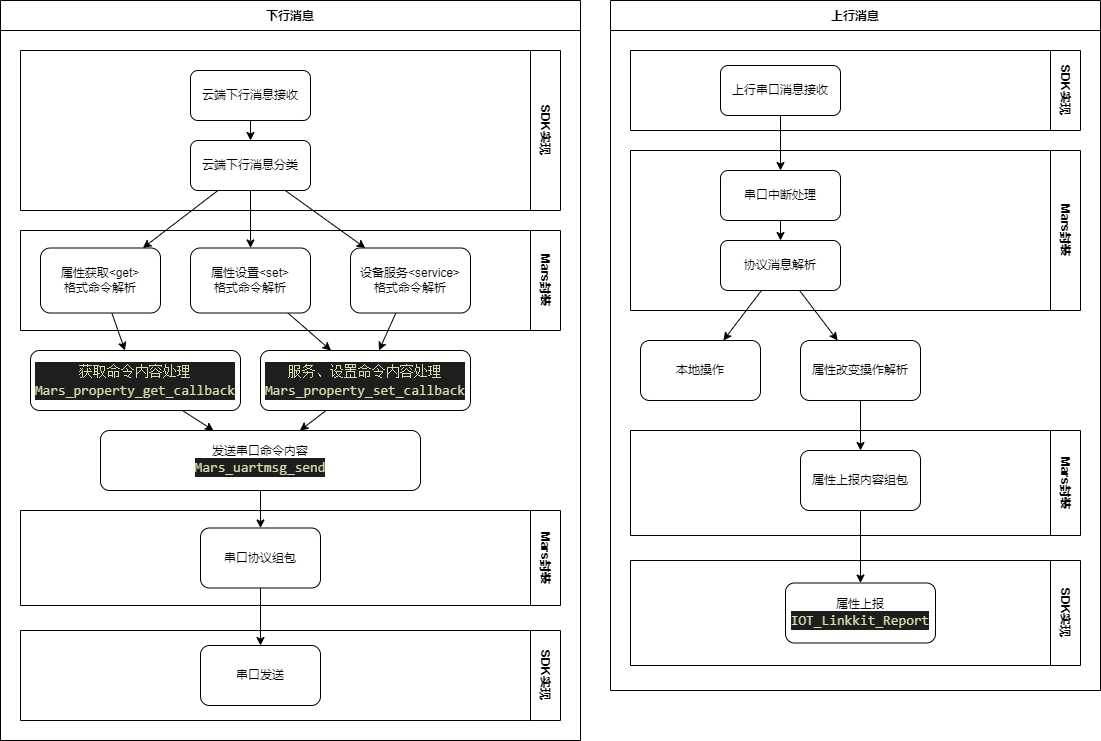 下行消息
云端下行消息接收
云端下行消息分类
SDK实现
属性获取<get>
格式命令解析
属性设置<set>
格式命令解析
设备服务<service>
格式命令解析
Mars封装
获取命令内容处理
Mars_property_get_callback
服务、设置命令内容处理
Mars_property_set_callback
发送串口命令内容
Mars_uartmsg_send
串口协议组包
Mars封装
串口发送
SDK实现
上行消息
上行串口消息接收
SDK实现
串口中断处理
协议消息解析
Mars封装
本地操作
属性改变操作解析
属性上报内容组包
Mars封装
属性上报
IOT_Linkkit_Report
SDK实现